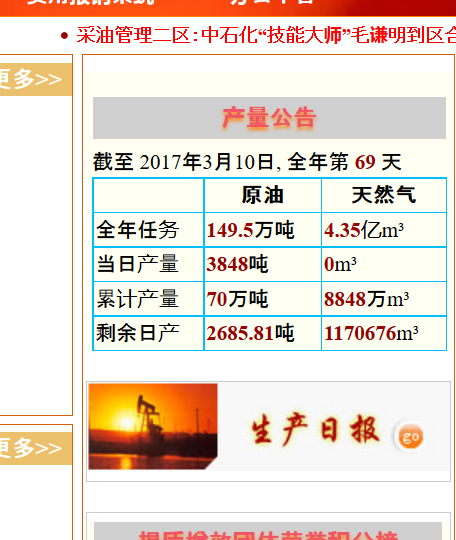 采油管理二区:中石化“技能大师”毛谦明到区合
更多>>
产量公告
截至 2017年3月10日, 全年第 69 天
原油 天然气
全年任务 149.5万吨 4.35亿m³
当日产量 3848吨 0m³
累计产量 70万吨 8848万m³
剩余日产 2685.81吨 1170676m³
生产日报 go
更多>>